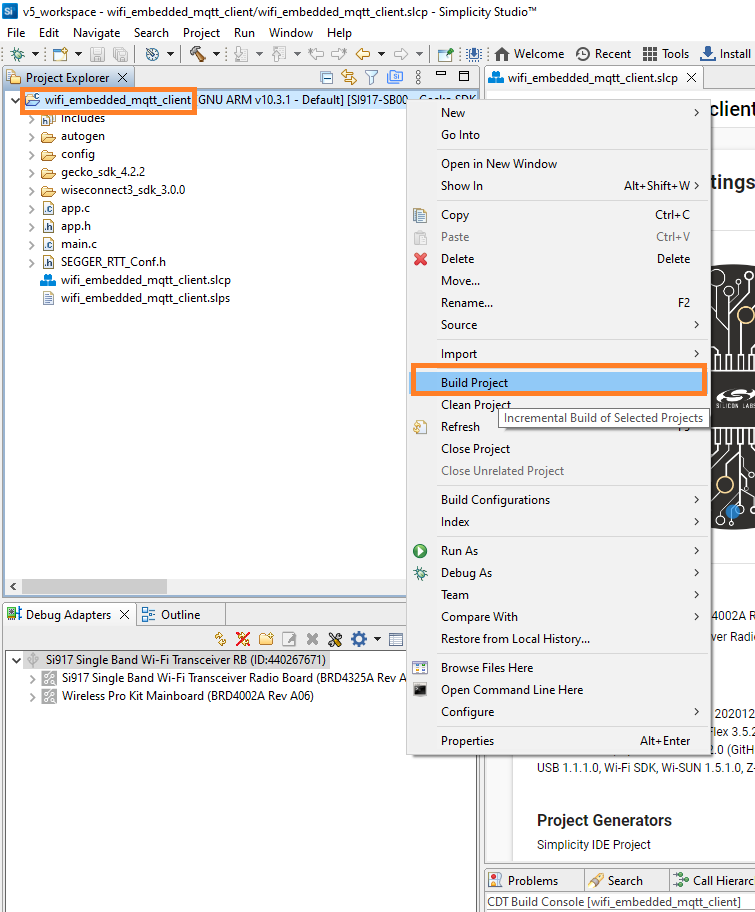 v5_workspace - wifi_embedded_mqtt_client/wifi_embedded_mqtt_client.slcp - Simplicity Studio™
File Edit Navigate Search Project Run Window Help
Welcome Recent Tools Install
Project Explorer
wifi_embedded_mqtt_client.slcp
wifi_embedded_mqtt_client GNU ARM v10.3.1 - Default] [SI917-SB00 - Gecko SDK
Includes
autogen
config
gecko_sdk_4.2.2
wiseconnect3_sdk_3.0.0
app.c
app.h
main.c
SEGGER_RTT_Conf.h
wifi_embedded_mqtt_client.slcp
wifi_embedded_mqtt_client.slps
New
Go Into
Open in New Window
Show In Alt+Shift+W
Copy Ctrl+C
Paste Ctrl+V
Delete Delete
Move...
Rename... F2
Source
Import
Build Project
Clean Project
Incremental Build of Selected Projects
Refresh
Close Project
Close Unrelated Project
Build Configurations
Index
Run As
Debug As
Team
Compare With
Restore from Local History...
Browse Files Here
Open Command Line Here
Configure
Properties Alt+Enter
client
tings
SILICON LABS
4002A R
ver Radio
202012
Flex 3.5.2
2.0 (GitH
USB 1.1.1.0, Wi-Fi SDK, Wi-SUN 1.5.1.0, Z-
Project Generators
Simplicity IDE Project
Debug Adapters Outline
Si917 Single Band Wi-Fi Transceiver RB (ID:440267671)
Si917 Single Band Wi-Fi Transceiver Radio Board (BRD4325A Rev A
Wireless Pro Kit Mainboard (BRD4002A Rev A06)
Problems Search Call Hierarc
CDT Build Console [wifi_embedded_mqtt_client]